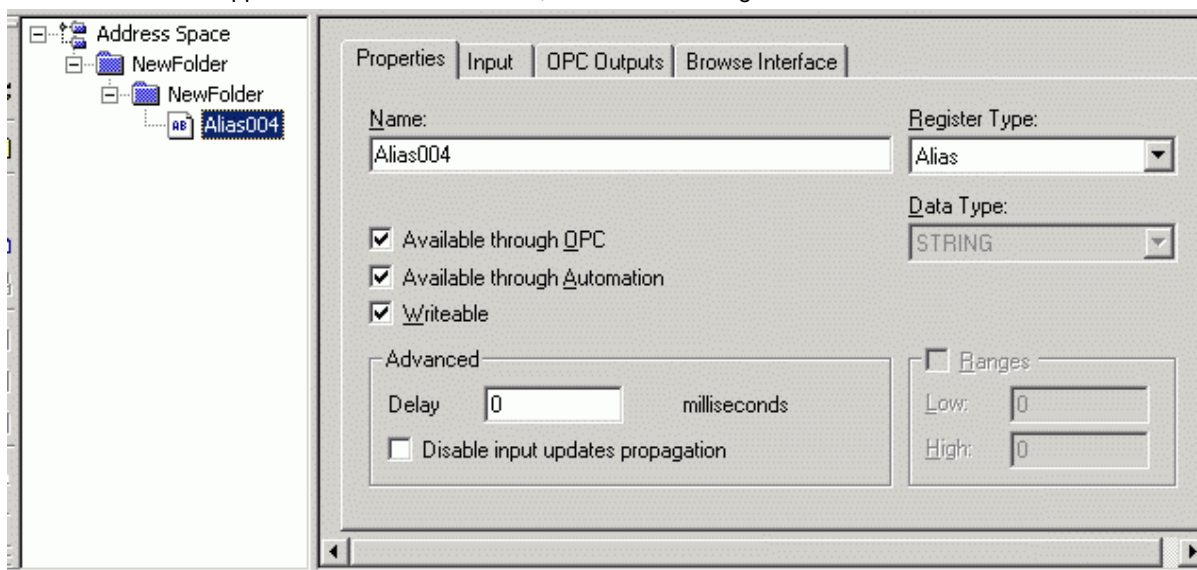 Address Space
NewFolder
NewFolder
AB Alias004
Properties Input OPC Outputs Browse Interface
Name:
Alias004
Register Type:
Alias
Data Type:
STRING
Available through OPC
Available through Automation
Writeable
Advanced
Delay 0 milliseconds
Disable input updates propagation
Ranges
Low: 0
High: 0